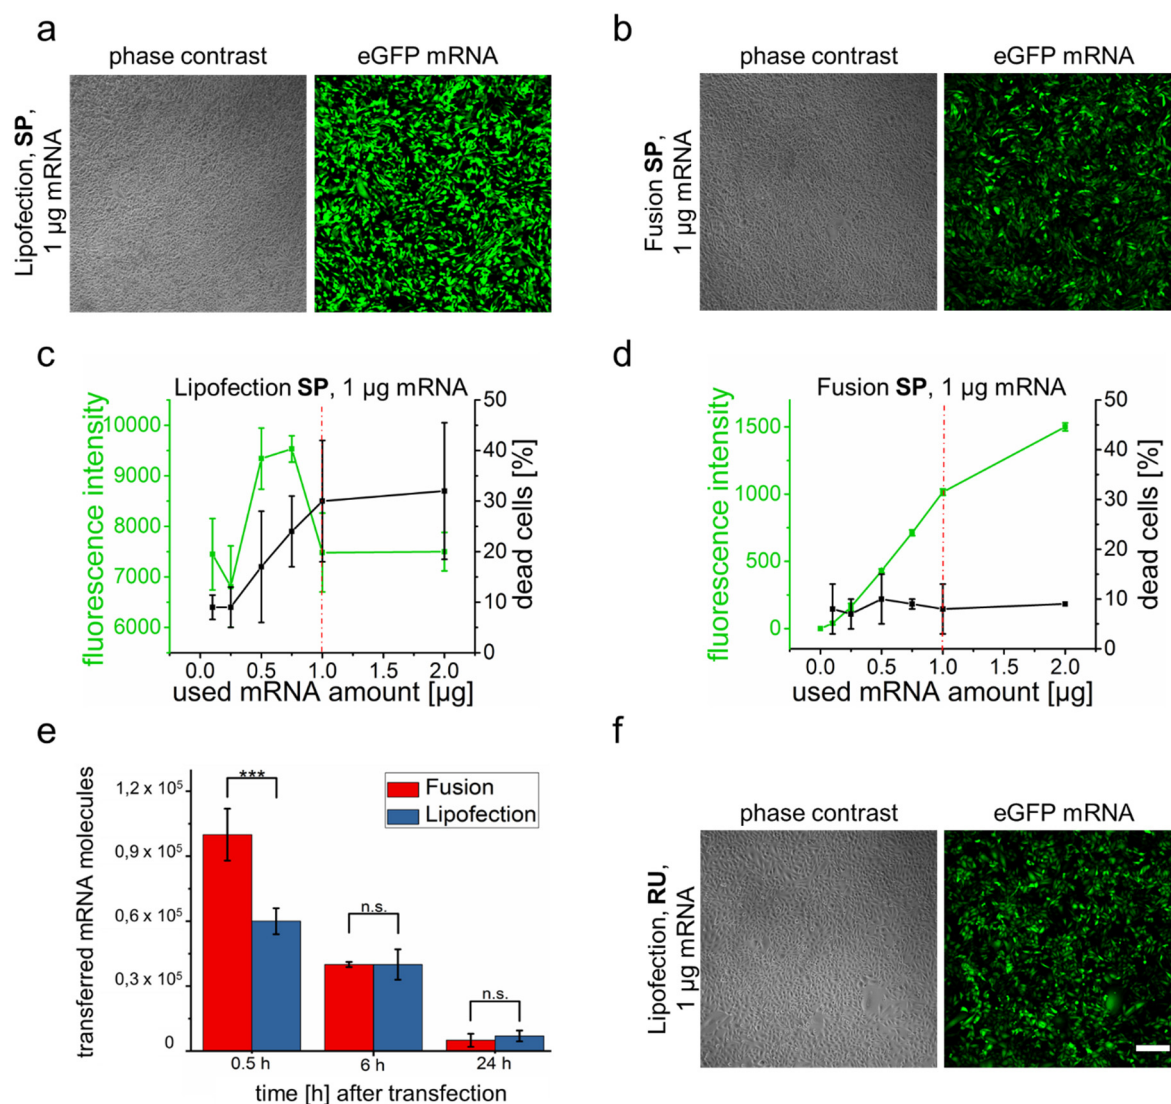 a
phase contrast
eGFP mRNA
Lipofection, SP,
1 µg mRNA
b
phase contrast
eGFP mRNA
Fusion SP,
1 µg mRNA
c
Lipofection SP, 1 µg mRNA
fluorescence intensity
10000
9000
8000
7000
6000
50
40
30
20
10
0
dead cells [%]
0.0 0.5 1.0 1.5 2.0
used mRNA amount [µg]
d
Fusion SP, 1 µg mRNA
fluorescence intensity
1500
1000
500
0
50
40
30
20
10
0
dead cells [%]
0.0 0.5 1.0 1.5 2.0
used mRNA amount [µg]
e
transferred mRNA molecules
1,2 x 10⁵
0,9 x 10⁵
0,6 x 10⁵
0,3 x 10⁵
0
***
n.s.
n.s.
Fusion
Lipofection
0.5 h 6 h 24 h
time [h] after transfection
f
phase contrast
eGFP mRNA
Lipofection, RU,
1 µg mRNA